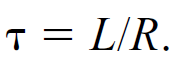 τ = L/R.